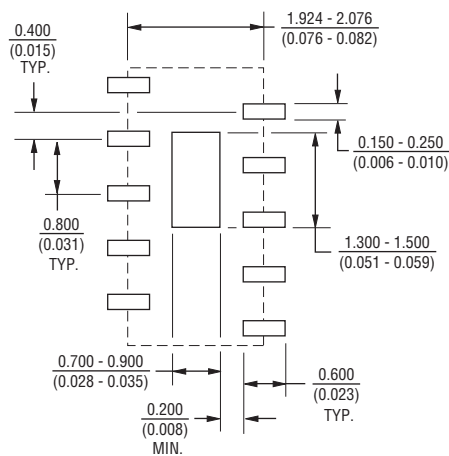 1.924 - 2.076
(0.076 - 0.082)
0.400
(0.015)
TYP.
0.150 - 0.250
(0.006 - 0.010)
0.800
(0.031)
TYP.
1.300 - 1.500
(0.051 - 0.059)
0.700 - 0.900
(0.028 - 0.035)
0.600
(0.023)
TYP.
0.200
(0.008)
MIN.